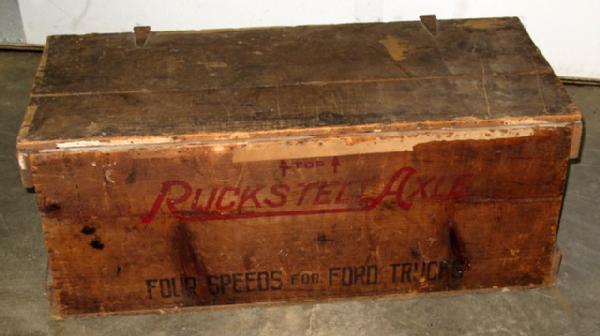 TOP
RUCKSTELL AXLE
FOUR SPEEDS FOR FORD TRUCKS